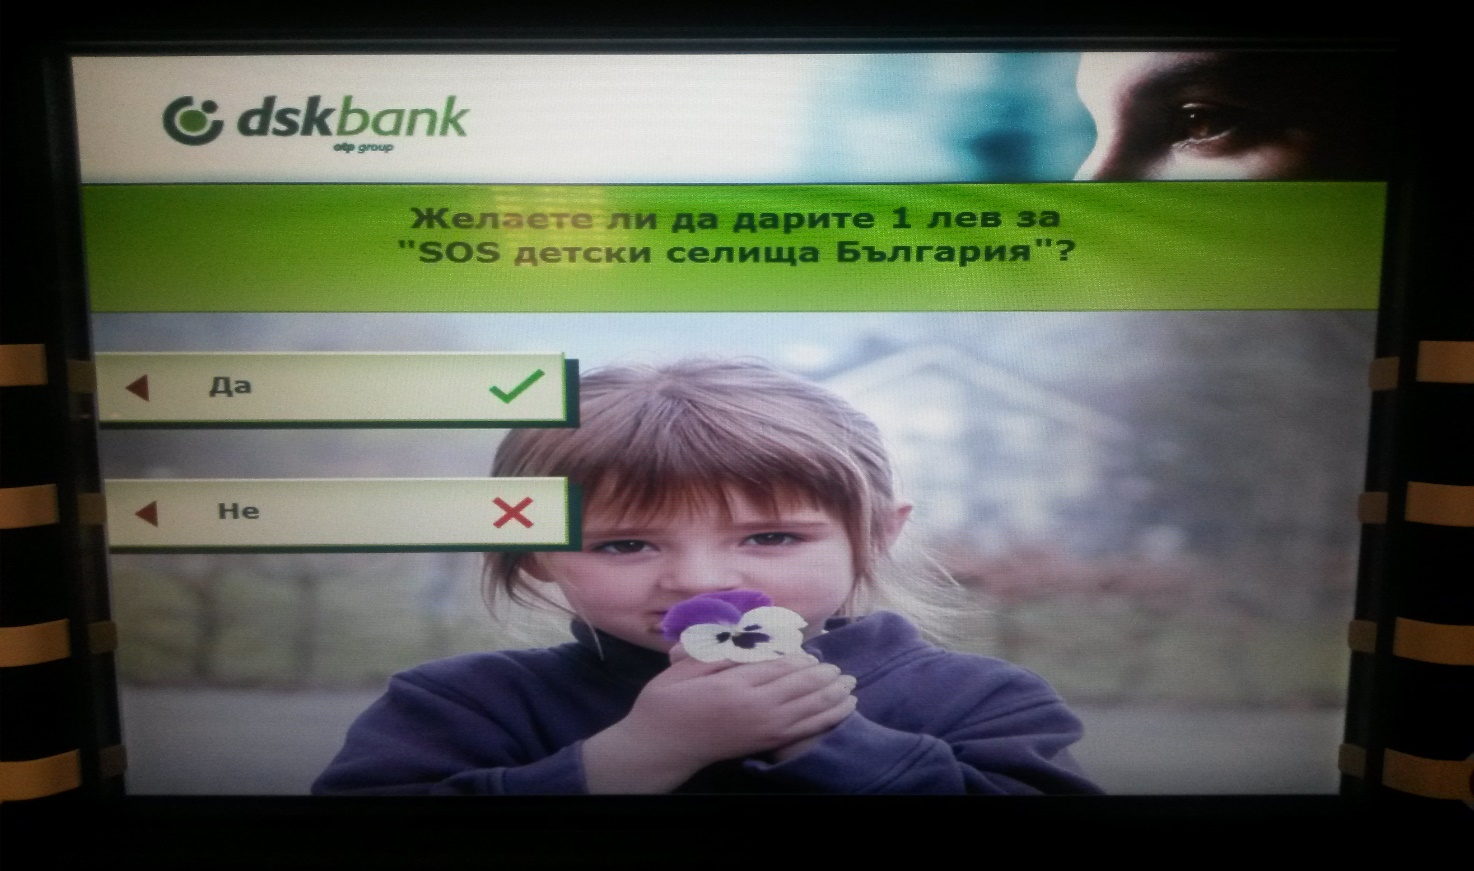 dskbank
otp group
Желаете ли да дарите 1 лев за
"SOS детски селища България"?
Да
Не